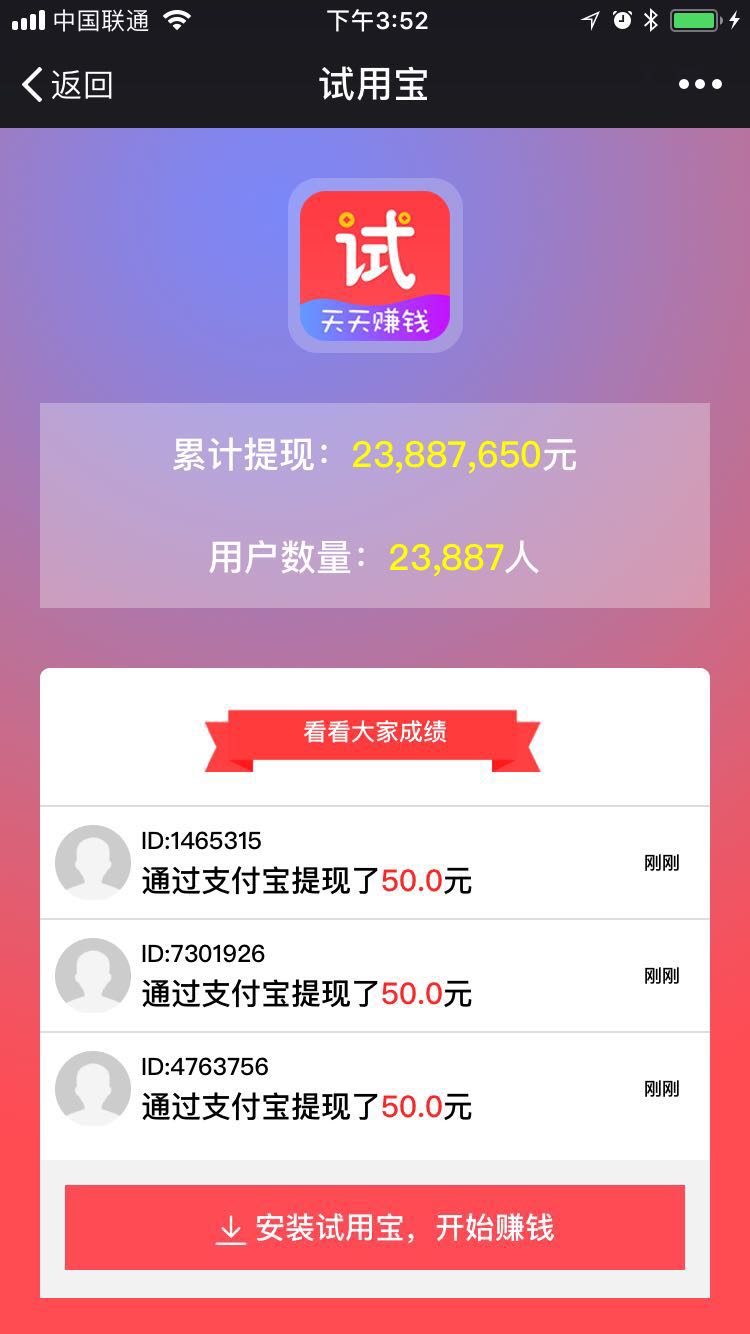 中国联通
下午3:52
返回
试用宝
试
天天赚钱
累计提现：23,887,650元
用户数量：23,887人
看看大家成绩
ID:1465315
通过支付宝提现了50.0元
刚刚
ID:7301926
通过支付宝提现了50.0元
刚刚
ID:4763756
通过支付宝提现了50.0元
刚刚
安装试用宝，开始赚钱